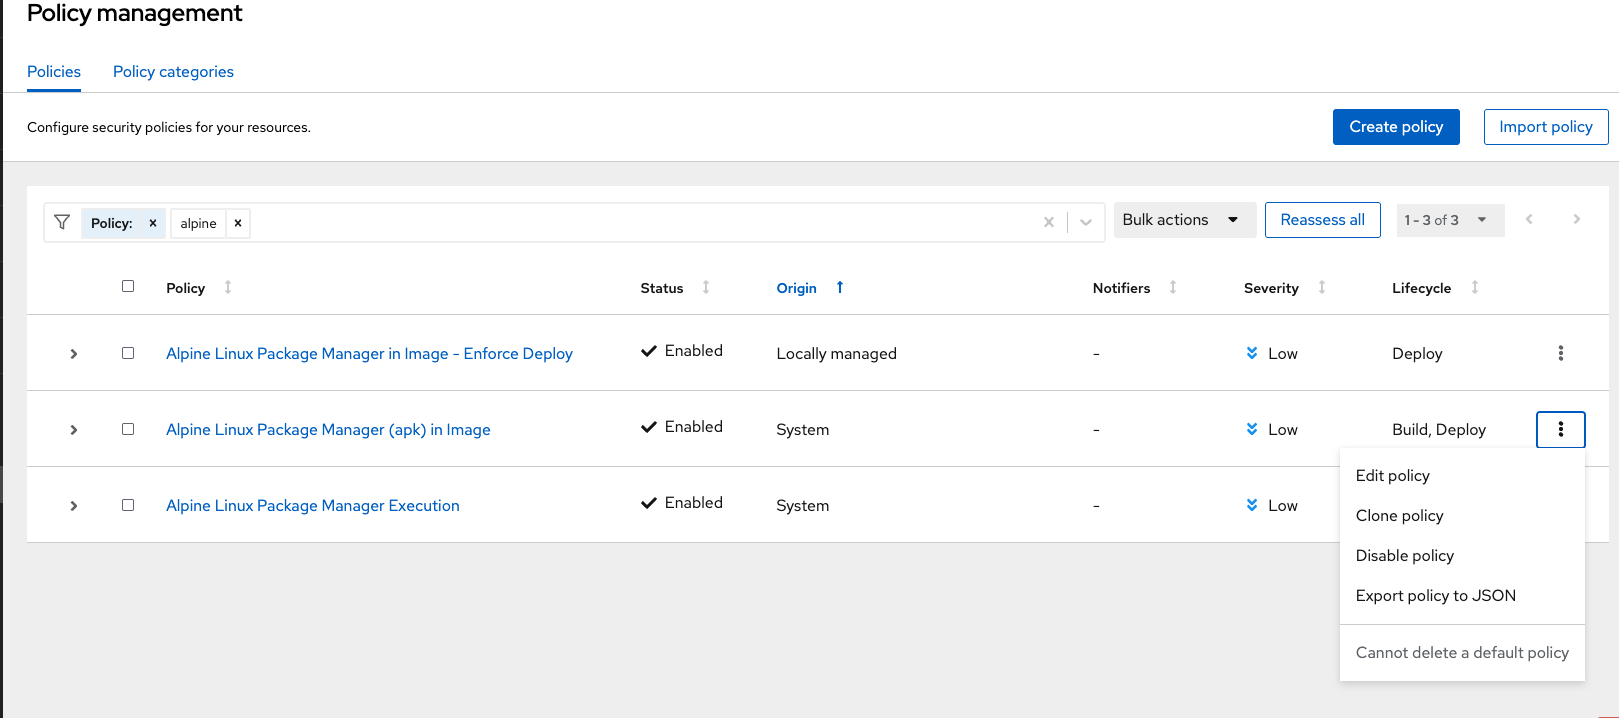 Policy management
Policies Policy categories
Configure security policies for your resources.
Create policy Import policy
Policy: × alpine ×
Bulk actions Reassess all 1 - 3 of 3
Policy Status Origin Notifiers Severity Lifecycle
Alpine Linux Package Manager in Image - Enforce Deploy Enabled Locally managed - Low Deploy
Alpine Linux Package Manager (apk) in Image Enabled System - Low Build, Deploy
Alpine Linux Package Manager Execution Enabled System - Low
Edit policy
Clone policy
Disable policy
Export policy to JSON
Cannot delete a default policy